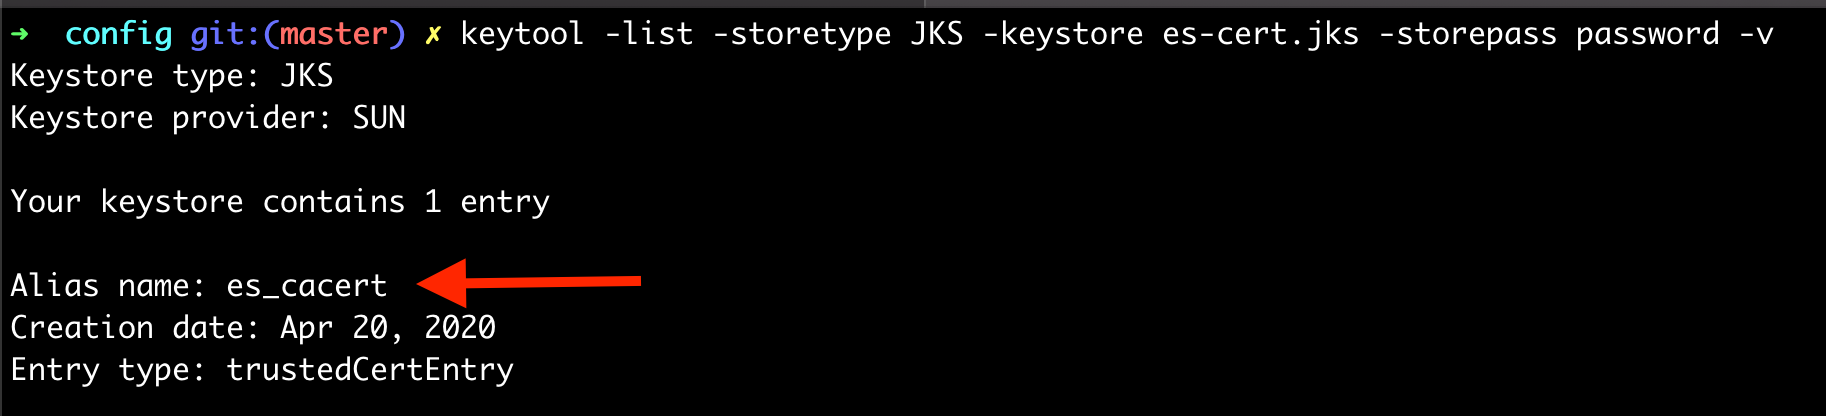 ➜  config git:(master) ✗ keytool -list -storetype JKS -keystore es-cert.jks -storepass password -v
Keystore type: JKS
Keystore provider: SUN
Your keystore contains 1 entry
Alias name: es_cacert
Creation date: Apr 20, 2020
Entry type: trustedCertEntry